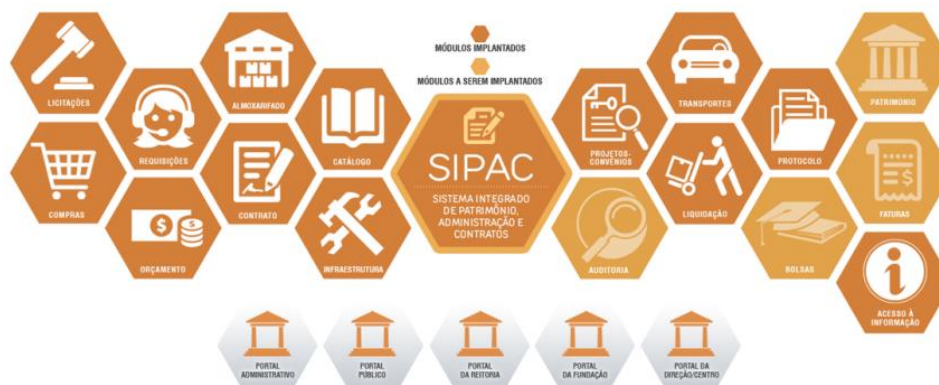 MÓDULOS IMPLANTADOS
MÓDULOS A SEREM IMPLANTADOS
LICITAÇÕES
REQUISIÇÕES
ALMOXARIFADO
CATÁLOGO
COMPRAS
ORÇAMENTO
CONTRATO
INFRAESTRUTURA
SIPAC
SISTEMA INTEGRADO
DE PATRIMÔNIO,
ADMINISTRAÇÃO E
CONTRATOS
PROJETOS-
CONVÊNIOS
TRANSPORTES
PROTOCOLO
PATRIMÔNIO
AUDITORIA
LIQUIDAÇÃO
BOLSAS
FATURAS
ACESSO À
INFORMAÇÃO
PORTAL
ADMINISTRATIVO
PORTAL
PÚBLICO
PORTAL
DA REITORIA
PORTAL
DA FUNDAÇÃO
PORTAL DA
DIREÇÃO/CENTRO